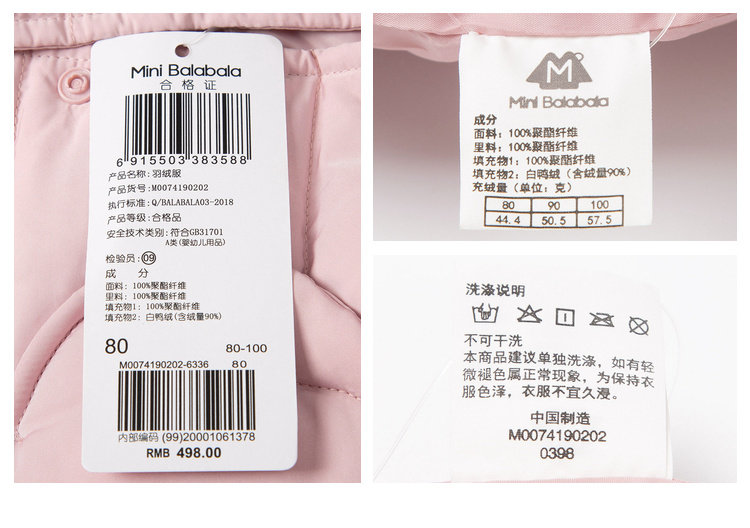 Mini Balabala
合格证
6 915503 383588
产品名称: 羽绒服
产品货号: M0074190202
执行标准: Q/BALABALA03-2018
产品等级: 合格品
安全技术类别: 符合GB31701
A类(婴幼儿用品)
检验员: 09
成 分
面料: 100%聚酯纤维
里料: 100%聚酯纤维
填充物1: 100%聚酯纤维
填充物2: 白鸭绒(含绒量90%)
80 80-100
M0074190202-6336 80
内部编码 (99)20001061378
RMB 498.00
M
Mini Balabala
成分
面料: 100%聚酯纤维
里料: 100%聚酯纤维
填充物1: 100%聚酯纤维
填充物2: 白鸭绒 (含绒量90%)
充绒量 (单位: 克)
80 90 100
44.4 50.5 57.5
洗涤说明
不可干洗
本商品建议单独洗涤, 如有轻
微褪色属正常现象, 为保持衣
服色泽, 衣服不宜久浸。
中国制造
M0074190202
0398